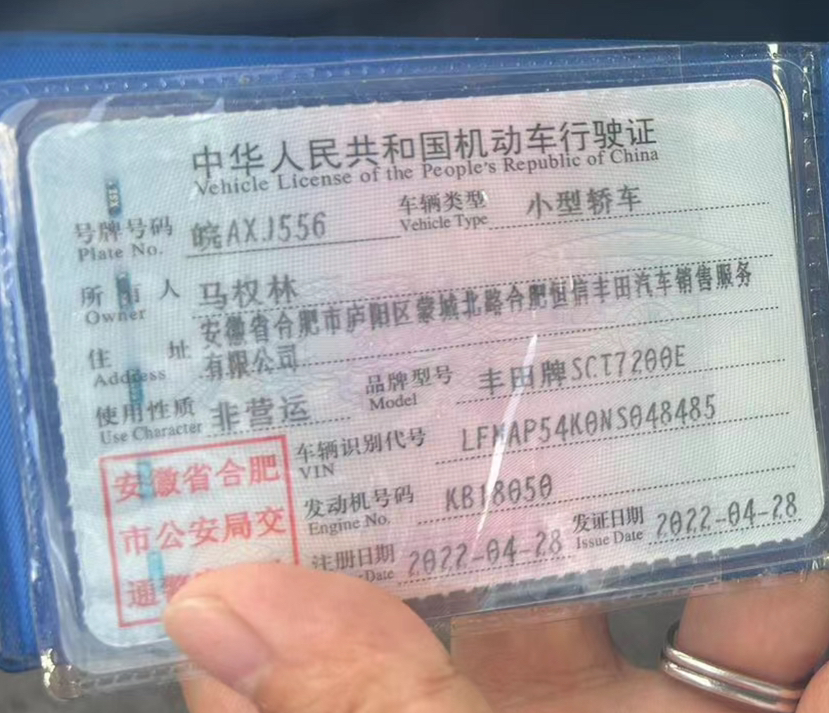 中华人民共和国机动车行驶证
Vehicle License of the People's Republic of China
号牌号码 皖AXJ556 车辆类型 小型轿车
Plate No. Vehicle Type
所有人 马权林
Owner
住址 安徽省合肥市庐阳区蒙城北路合肥恒信丰田汽车销售服务
Address 有限公司
使用性质 非营运 品牌型号 丰田牌SCT7200E
Use Character Model
车辆识别代号 LFMAP54K0NS048485
VIN
发动机号码 KB18050
Engine No.
注册日期 2022-04-28 发证日期 2022-04-28
Date Issue Date
安徽省合肥
市公安局交
通